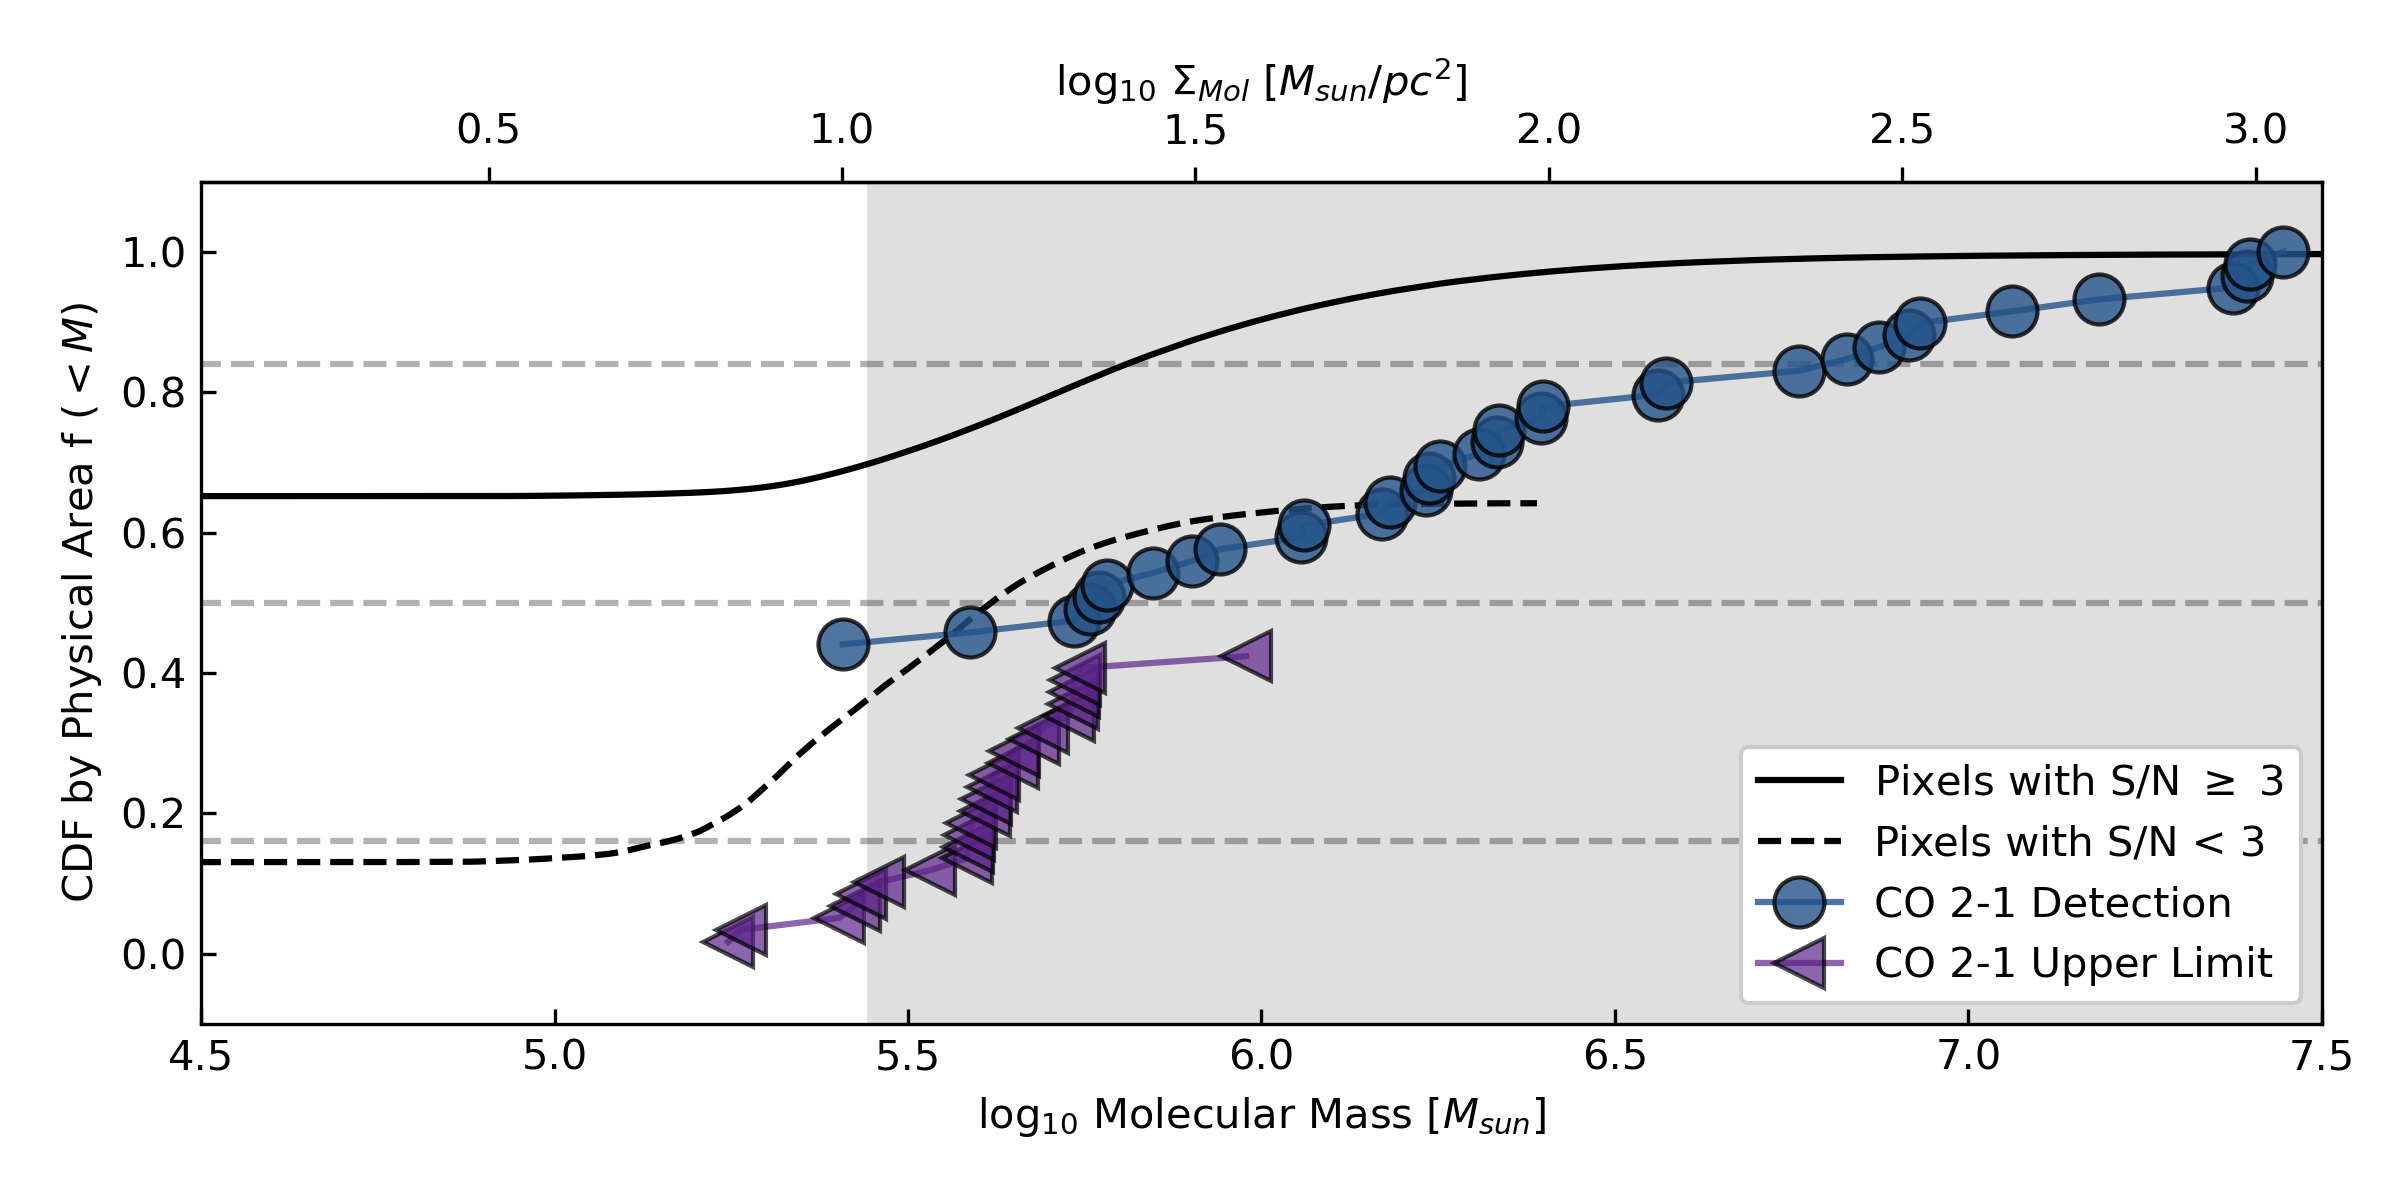 log₁₀ Σ_Mol [M_sun/pc²]
0.5 1.0 1.5 2.0 2.5 3.0
CDF by Physical Area f ( < M)
1.0
0.8
0.6
0.4
0.2
0.0
Pixels with S/N ≥ 3
Pixels with S/N < 3
CO 2-1 Detection
CO 2-1 Upper Limit
4.5 5.0 5.5 6.0 6.5 7.0 7.5
log₁₀ Molecular Mass [M_sun]